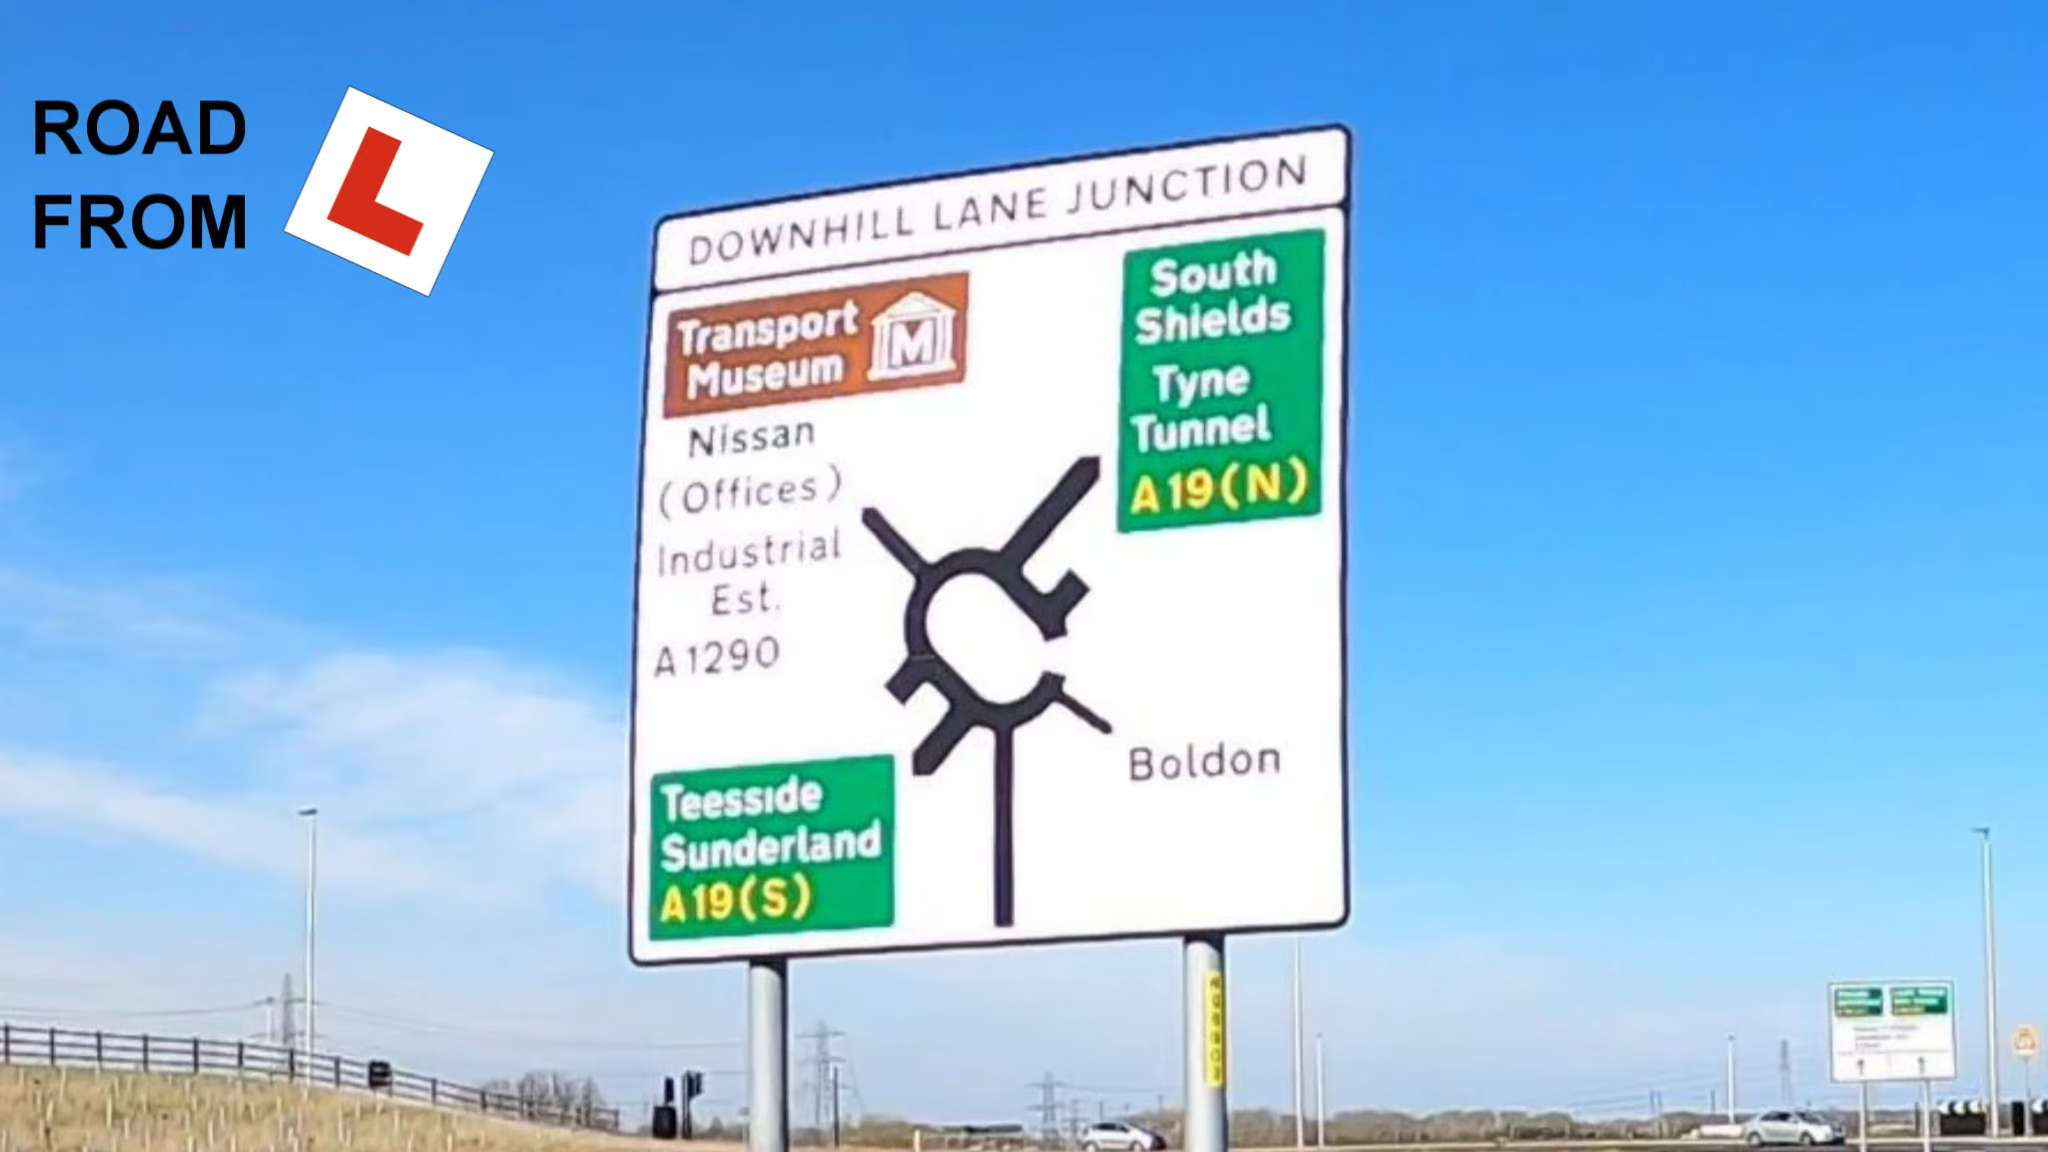 ROAD
FROM
L
DOWNHILL LANE JUNCTION
Transport
Museum
M
Nissan
(Offices)
Industrial
Est.
A1290
South
Shields
Tyne
Tunnel
A19(N)
Boldon
Teesside
Sunderland
A19(S)